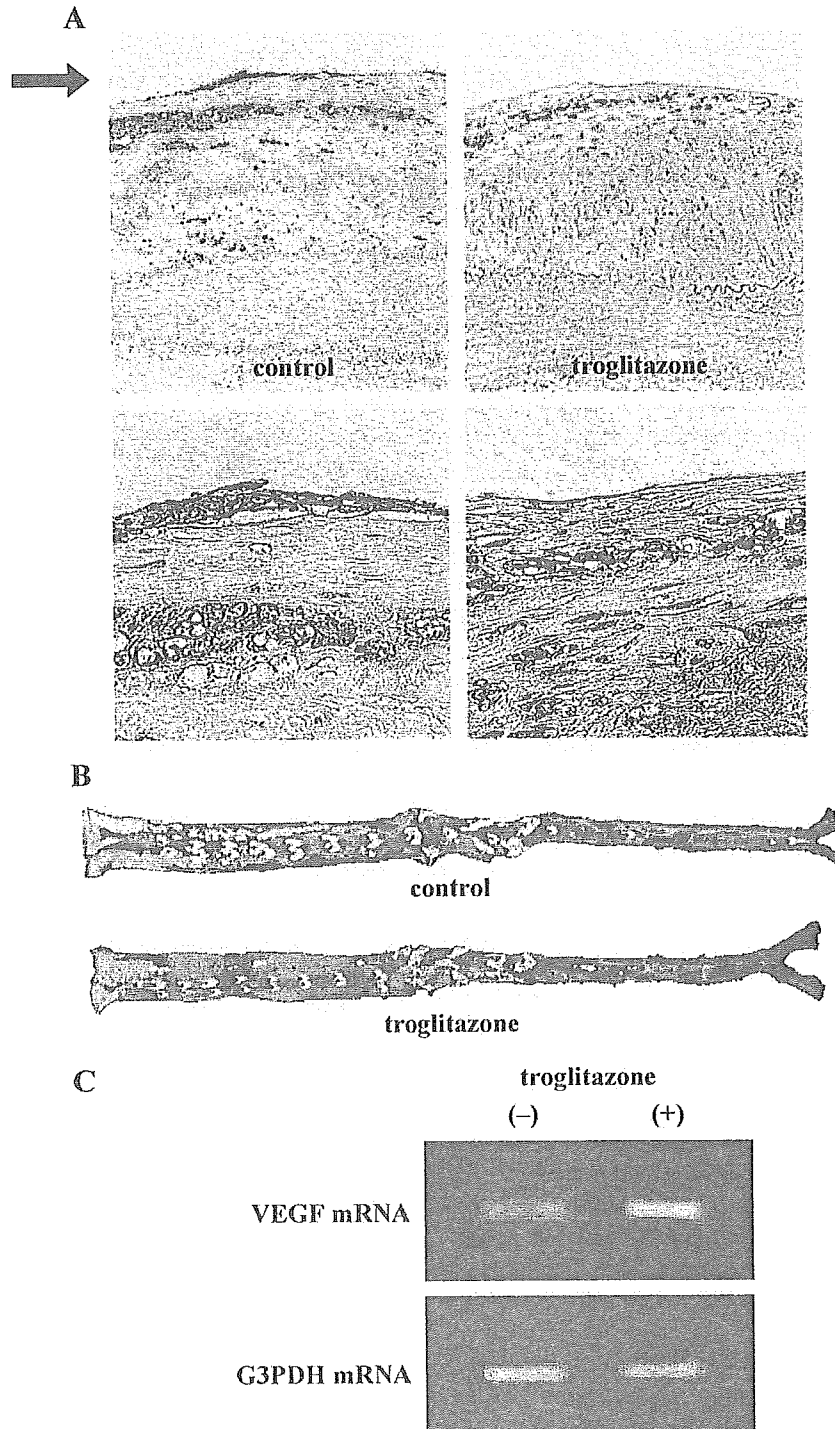 A
control
troglitazone
B
control
troglitazone
C
troglitazone
(–)
(+)
VEGF mRNA
G3PDH mRNA